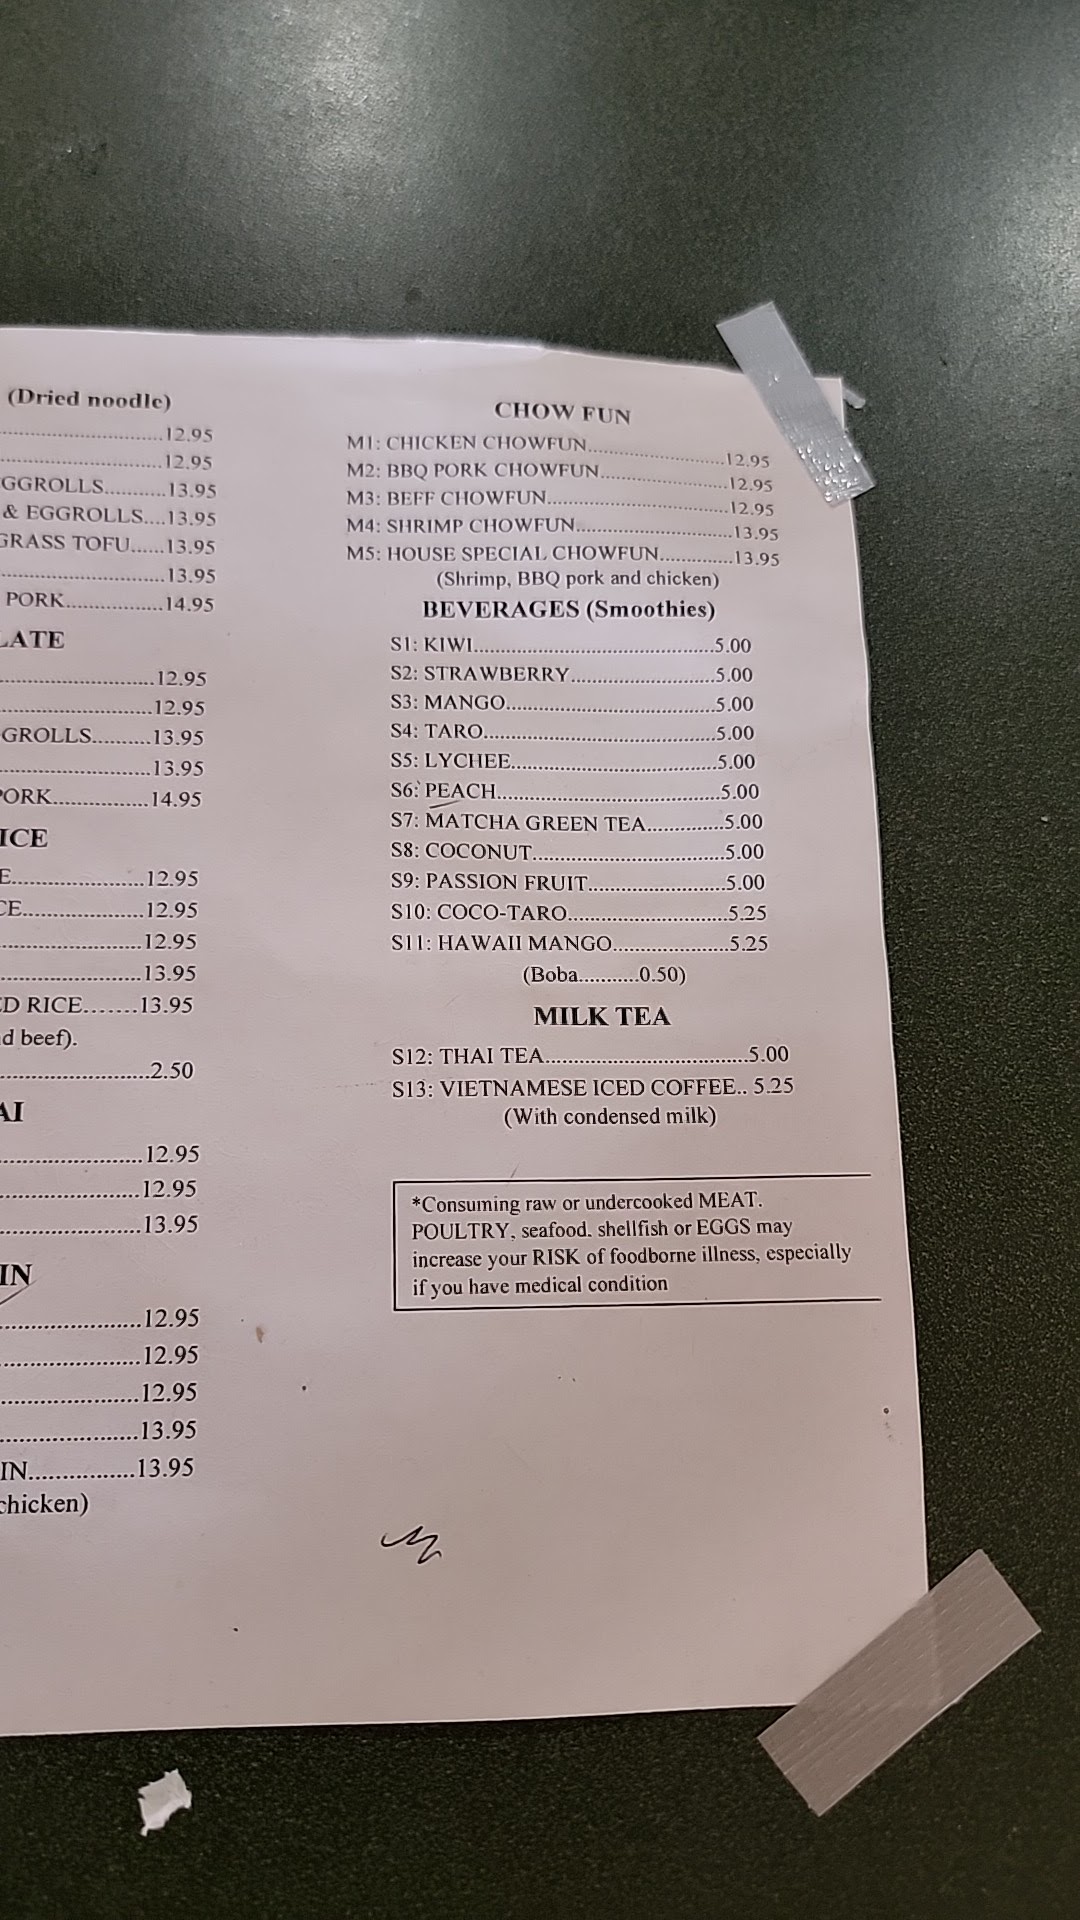 (Dried noodle)
..........................12.95
..........................12.95
GGROLLS...........13.95
& EGGROLLS....13.95
GRASS TOFU......13.95
..........................13.95
PORK.................14.95
LATE
..........................12.95
..........................12.95
GROLLS..........13.95
..........................13.95
PORK.................14.95
ICE
E.......................12.95
CE.....................12.95
..........................12.95
..........................13.95
ED RICE.......13.95
nd beef).
..........................2.50
AI
..........................12.95
..........................12.95
..........................13.95
IN
..........................12.95
..........................12.95
..........................12.95
..........................13.95
IN.................13.95
chicken)
CHOW FUN
M1: CHICKEN CHOWFUN..........................12.95
M2: BBQ PORK CHOWFUN........................12.95
M3: BEFF CHOWFUN.................................12.95
M4: SHRIMP CHOWFUN............................13.95
M5: HOUSE SPECIAL CHOWFUN.............13.95
(Shrimp, BBQ pork and chicken)
BEVERAGES (Smoothies)
S1: KIWI...............................................5.00
S2: STRAWBERRY............................5.00
S3: MANGO........................................5.00
S4: TARO............................................5.00
S5: LYCHEE.......................................5.00
S6: PEACH..........................................5.00
S7: MATCHA GREEN TEA..............5.00
S8: COCONUT....................................5.00
S9: PASSION FRUIT.........................5.00
S10: COCO-TARO.............................5.25
S11: HAWAII MANGO.....................5.25
(Boba...........0.50)
MILK TEA
S12: THAI TEA.....................................5.00
S13: VIETNAMESE ICED COFFEE.. 5.25
(With condensed milk)
*Consuming raw or undercooked MEAT.
POULTRY, seafood. shellfish or EGGS may
increase your RISK of foodborne illness, especially
if you have medical condition